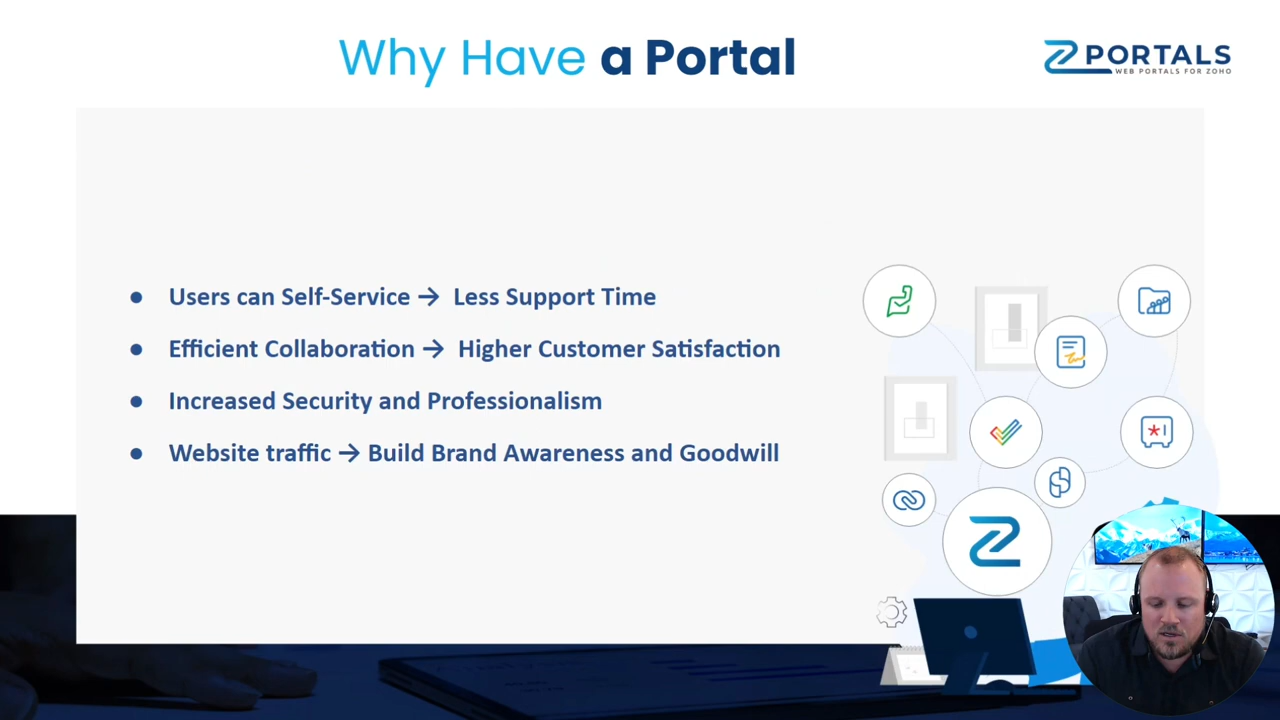 Why Have a Portal
Z PORTALS
WEB PORTALS FOR ZOHO
● Users can Self-Service → Less Support Time
● Efficient Collaboration → Higher Customer Satisfaction
● Increased Security and Professionalism
● Website traffic → Build Brand Awareness and Goodwill
Z